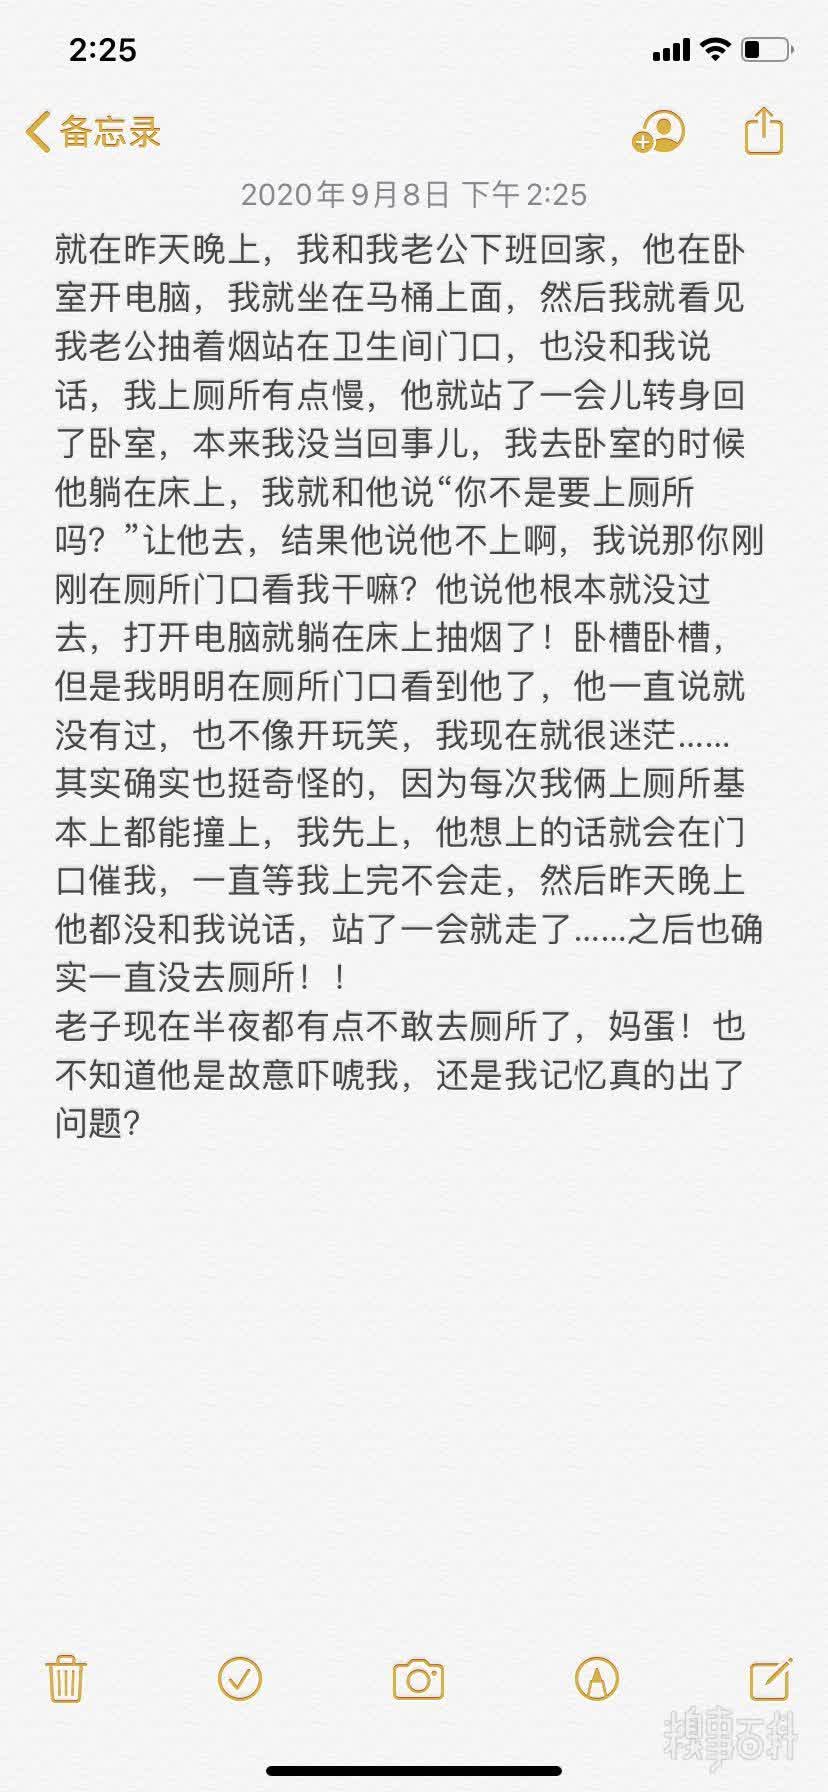 2:25
备忘录
2020年9月8日 下午2:25
就在昨天晚上，我和我老公下班回家，他在卧
室开电脑，我就坐在马桶上面，然后我就看见
我老公抽着烟站在卫生间门口，也没和我说
话，我上厕所有点慢，他就站了一会儿转身回
了卧室，本来我没当回事儿，我去卧室的时候
他躺在床上，我就和他说“你不是要上厕所
吗？”让他去，结果他说他不上啊，我说那你刚
刚在厕所门口看我干嘛？他说他根本就没过
去，打开电脑就躺在床上抽烟了！卧槽卧槽，
但是我明明在厕所门口看到他了，他一直说就
没有过，也不像开玩笑，我现在就很迷茫……
其实确实也挺奇怪的，因为每次我俩上厕所基
本上都能撞上，我先上，他想上的话就会在门
口催我，一直等我上完不会走，然后昨天晚上
他都没和我说话，站了一会就走了……之后也确
实一直没去厕所！！
老子现在半夜都有点不敢去厕所了，妈蛋！也
不知道他是故意吓唬我，还是我记忆真的出了
问题？
糗事百科